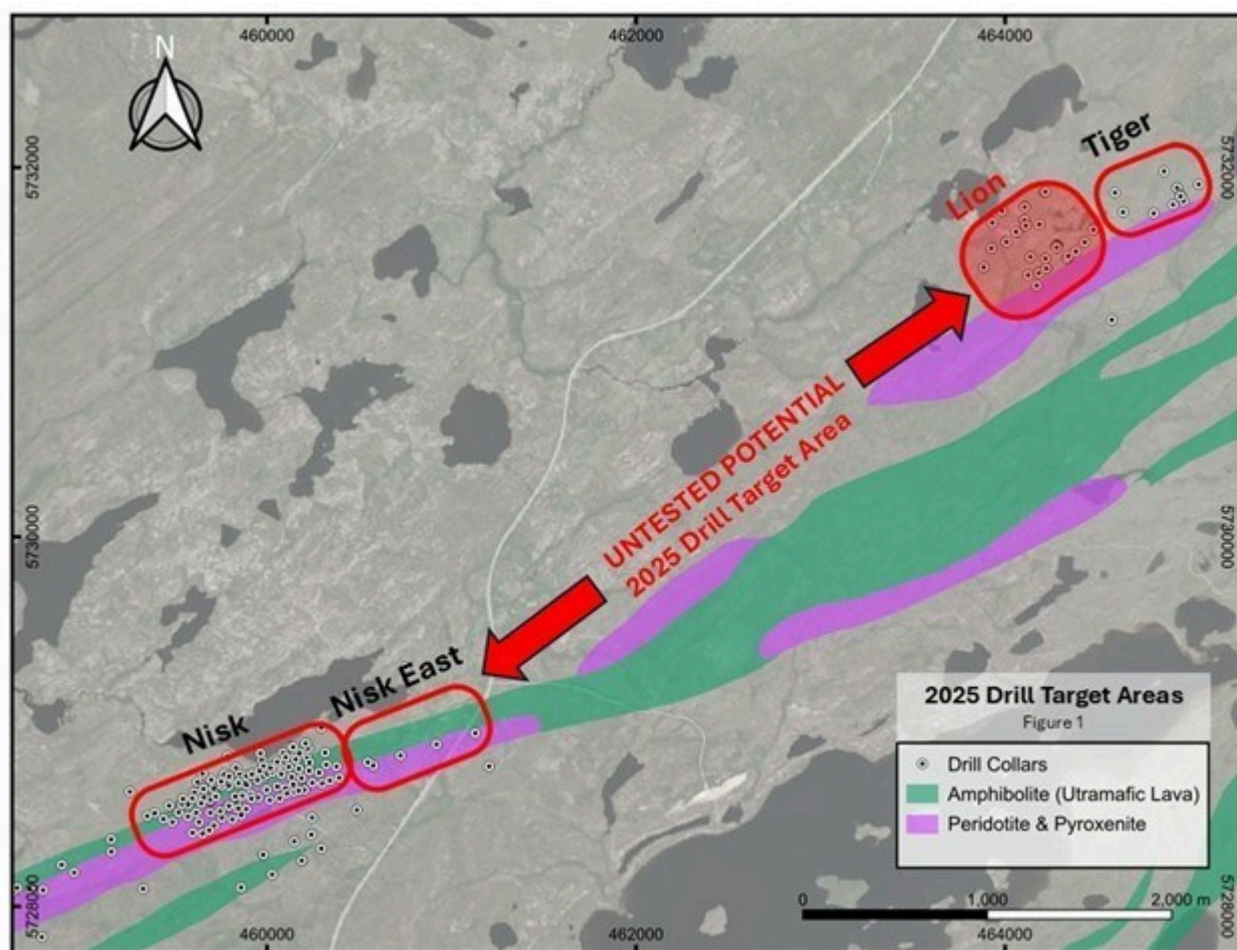 460000
462000
464000
N
5732000
5732000
Tiger
Lion
UNTESTED POTENTIAL
2025 Drill Target Area
5730000
5730000
Nisk East
Nisk
2025 Drill Target Areas
Figure 1
Drill Collars
Amphibolite (Utramafic Lava)
Peridotite & Pyroxenite
5728000
5728000
0
1,000
2,000 m
460000
462000
464000